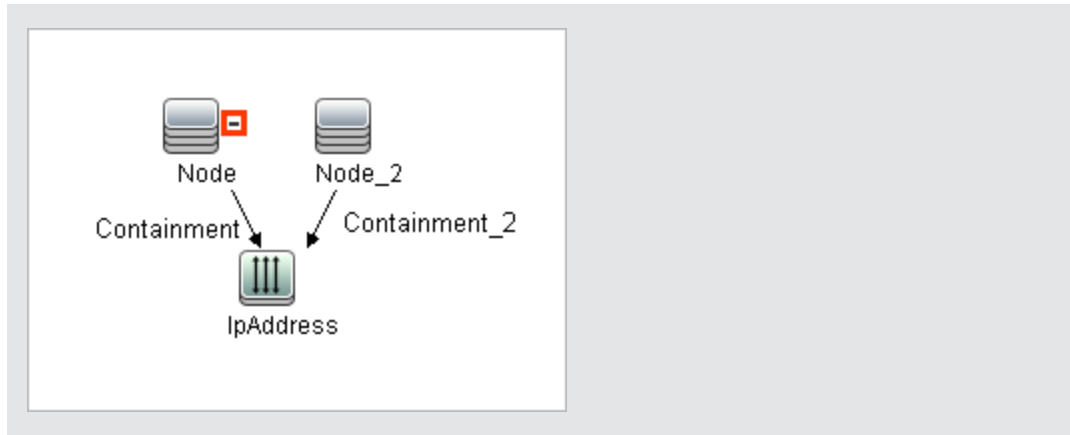 Node
Node_2
Containment
Containment_2
IpAddress